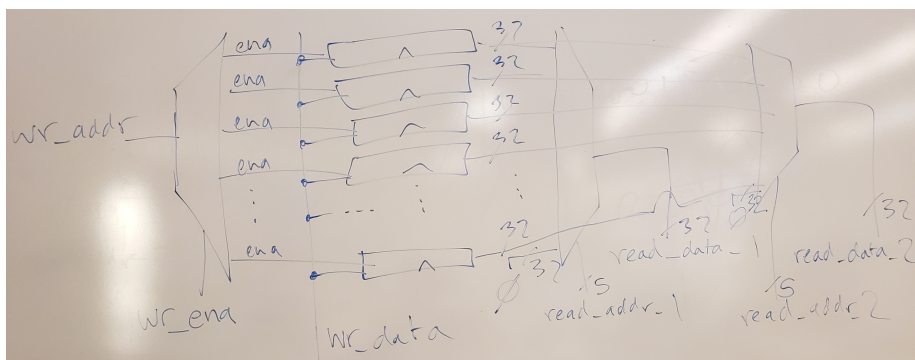 ena 32
ena 32
wr_addr
ena 32
ena 32
ena 32
32 32 Ø 32 32
Ø
read_data_1 read_data_2
5 5
wr_ena wr_data read_addr_1 read_addr_2